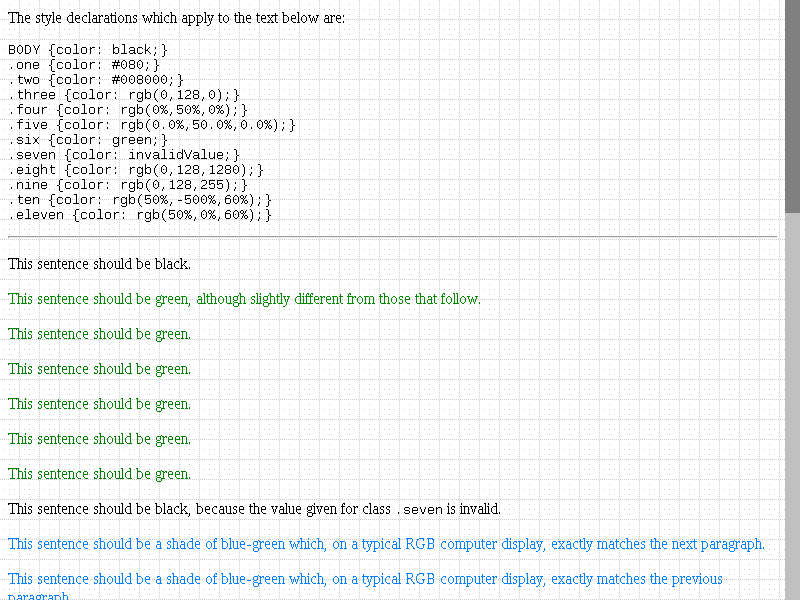 The style declarations which apply to the text below are:
BODY {color: black;}
.one {color: #080;}
.two {color: #008000;}
.three {color: rgb(0,128,0);}
.four {color: rgb(0%,50%,0%);}
.five {color: rgb(0.0%,50.0%,0.0%);}
.six {color: green;}
.seven {color: invalidValue;}
.eight {color: rgb(0,128,1280);}
.nine {color: rgb(0,128,255);}
.ten {color: rgb(50%,-500%,60%);}
.eleven {color: rgb(50%,0%,60%);}
This sentence should be black.
This sentence should be green, although slightly different from those that follow.
This sentence should be green.
This sentence should be green.
This sentence should be green.
This sentence should be green.
This sentence should be green.
This sentence should be black, because the value given for class .seven is invalid.
This sentence should be a shade of blue-green which, on a typical RGB computer display, exactly matches the next paragraph.
This sentence should be a shade of blue-green which, on a typical RGB computer display, exactly matches the previous
paragraph.